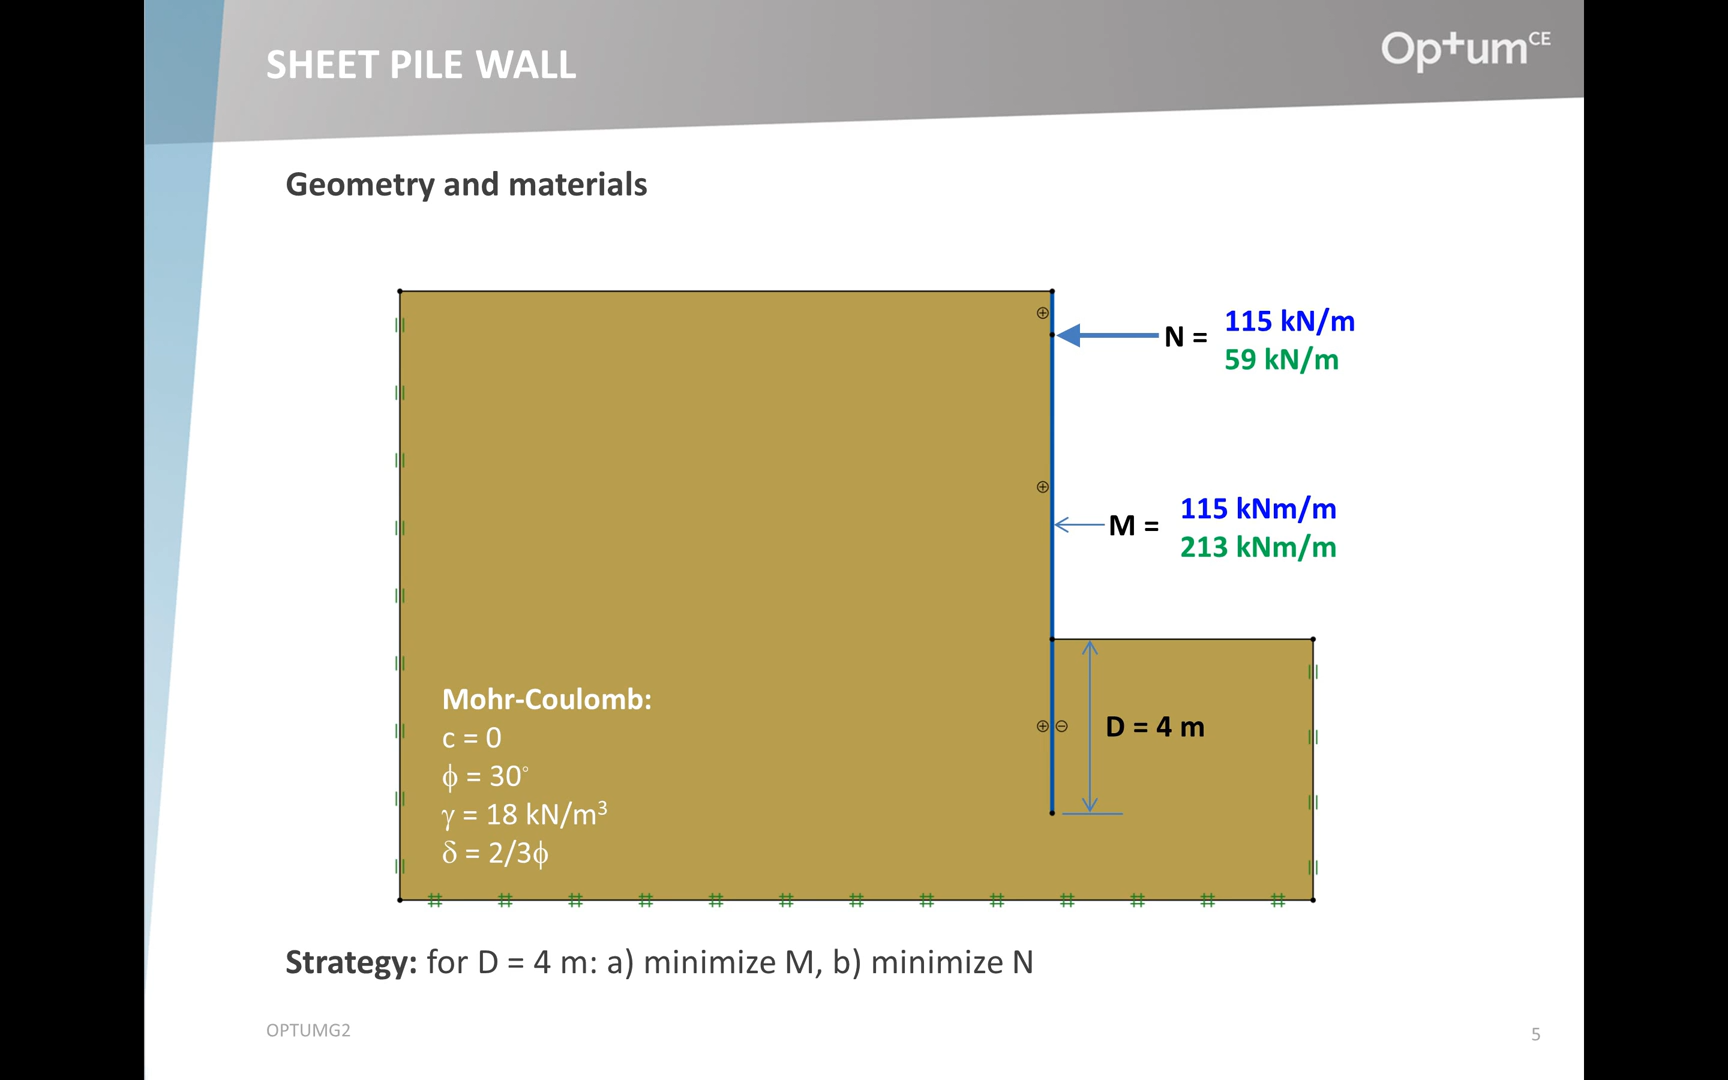 SHEET PILE WALL
Op+um CE
Geometry and materials
N =
115 kN/m
59 kN/m
M =
115 kNm/m
213 kNm/m
D = 4 m
Mohr-Coulomb:
c = 0
ϕ = 30°
γ = 18 kN/m³
δ = 2/3ϕ
Strategy: for D = 4 m: a) minimize M, b) minimize N
OPTUMG2
5